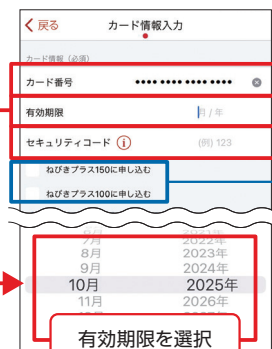 戻る カード情報入力
カード情報（必須）
カード番号 •••• •••• •••• ••••
有効期限 月 / 年
セキュリティコード (例) 123
ねびきプラス150に申し込む
ねびきプラス100に申し込む
7月 2022年
8月 2023年
9月 2024年
10月 2025年
11月 2026年
有効期限を選択